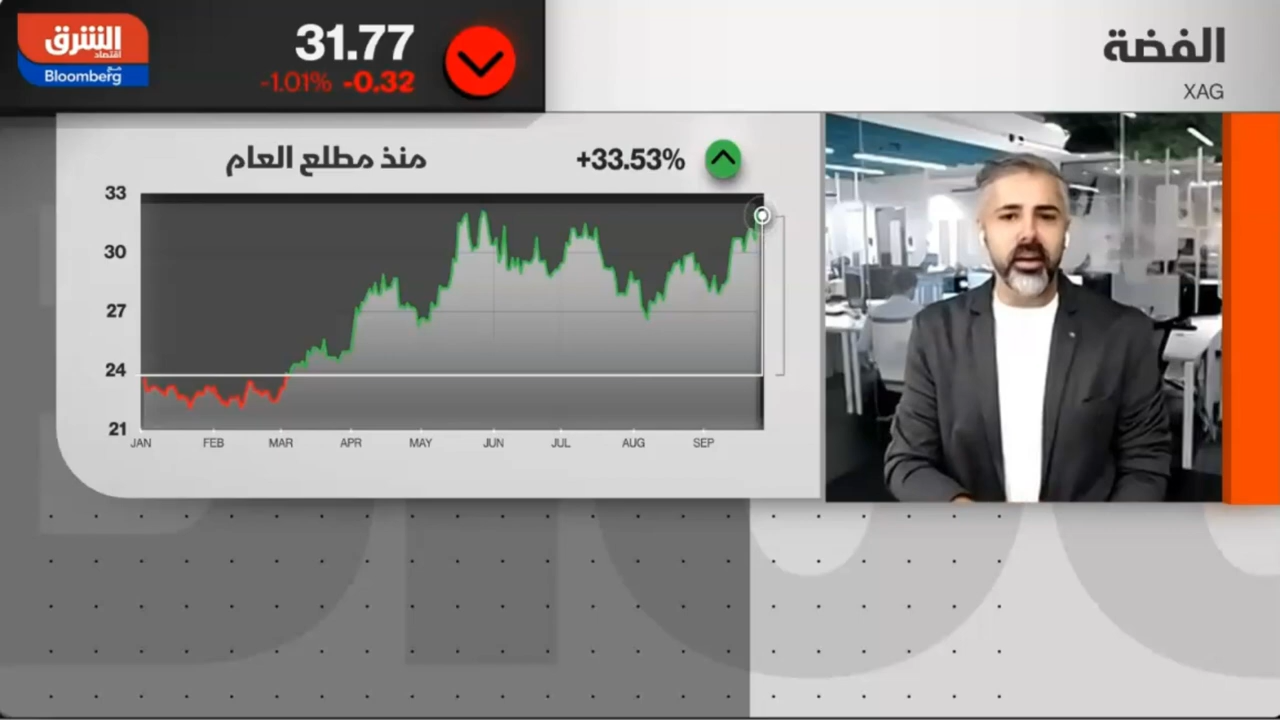 الشرق
اقتصاد
مع
Bloomberg
31.77
-1.01% -0.32
الفضة
XAG
منذ مطلع العام
+33.53%
33
30
27
24
21
JAN FEB MAR APR MAY JUN JUL AUG SEP